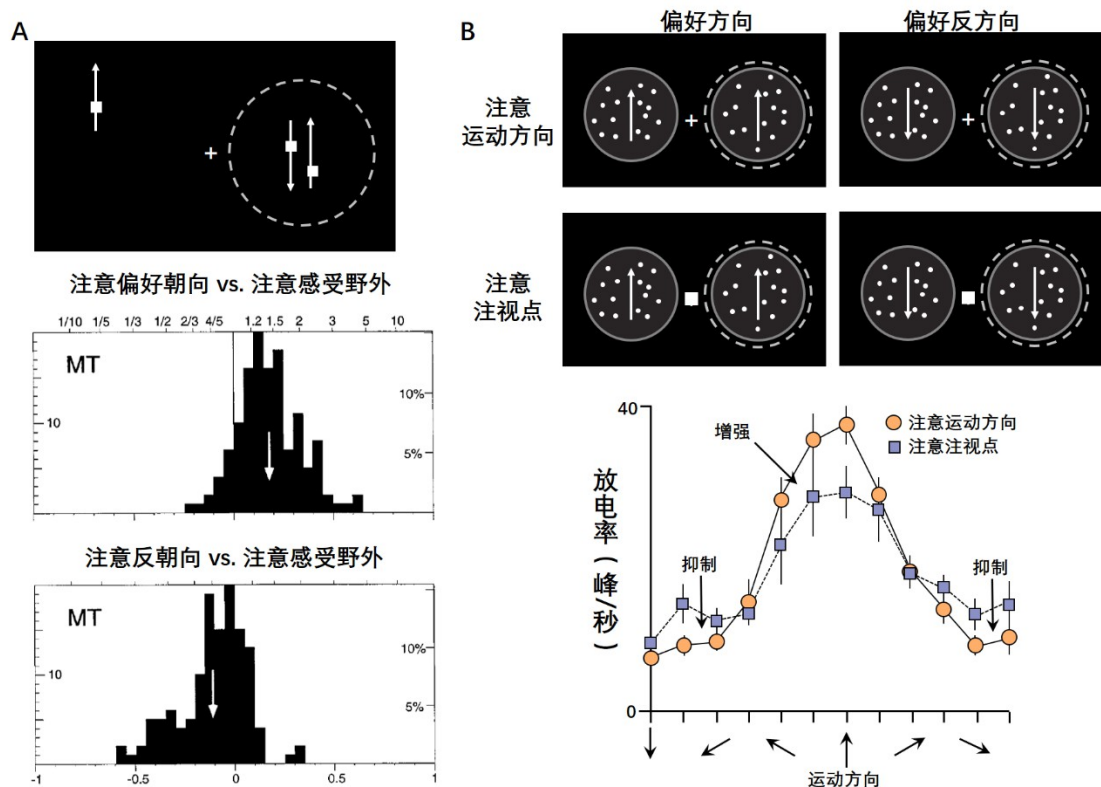 A
注意偏好朝向 vs. 注意感受野外
1/10 1/5 1/3 1/2 2/3 4/5 1.2 1.5 2 3 5 10
MT
10
10%
5%
注意反朝向 vs. 注意感受野外
MT
10
10%
5%
-1 -0.5 0 0.5 1
B
偏好方向 偏好反方向
注意
运动方向
注意
注视点
40
增强
注意运动方向
注意注视点
放电率(峰/秒)
抑制
抑制
0
运动方向